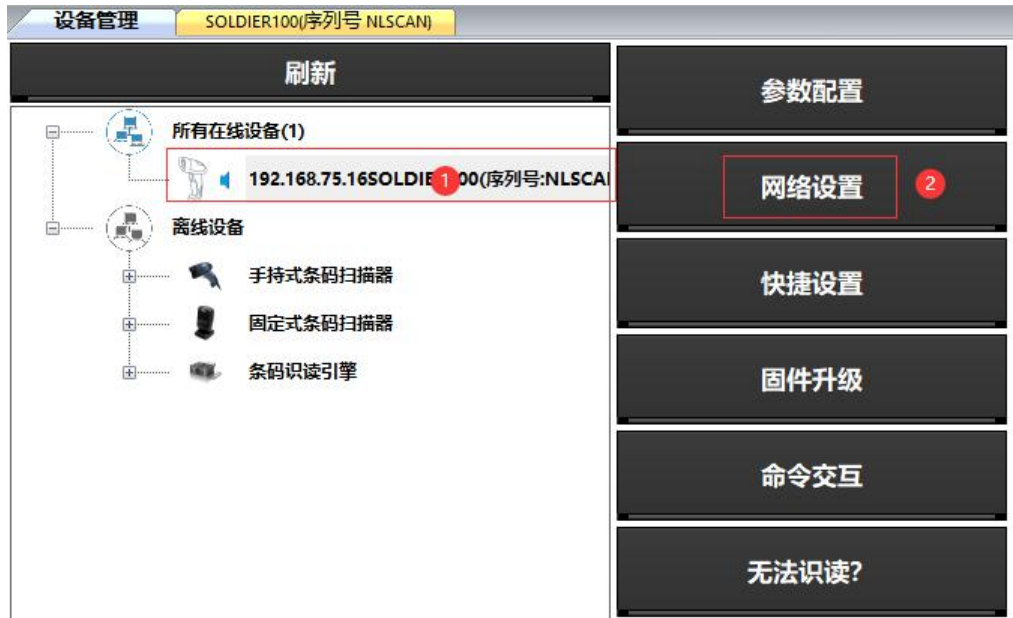 设备管理
SOLDIER100(序列号 NLSCAN)
刷新
所有在线设备(1)
192.168.75.16SOLDIE 00(序列号:NLSCA
1
离线设备
手持式条码扫描器
固定式条码扫描器
条码识读引擎
参数配置
网络设置
2
快捷设置
固件升级
命令交互
无法识读?